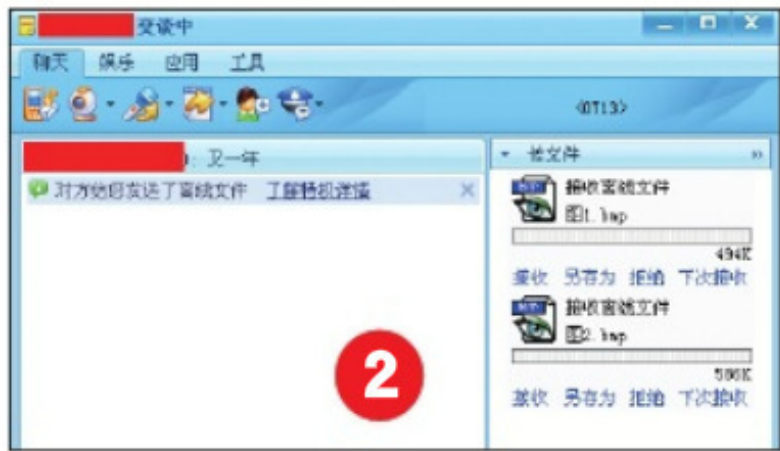 交谈中
聊天 娱乐 应用 工具
又一年
对方给您发送了离线文件 了解随机详情
传文件
接收离线文件
图1.bmp
494K
接收 另存为 拒绝 下次接收
接收离线文件
图2.bmp
586K
接收 另存为 拒绝 下次接收
2